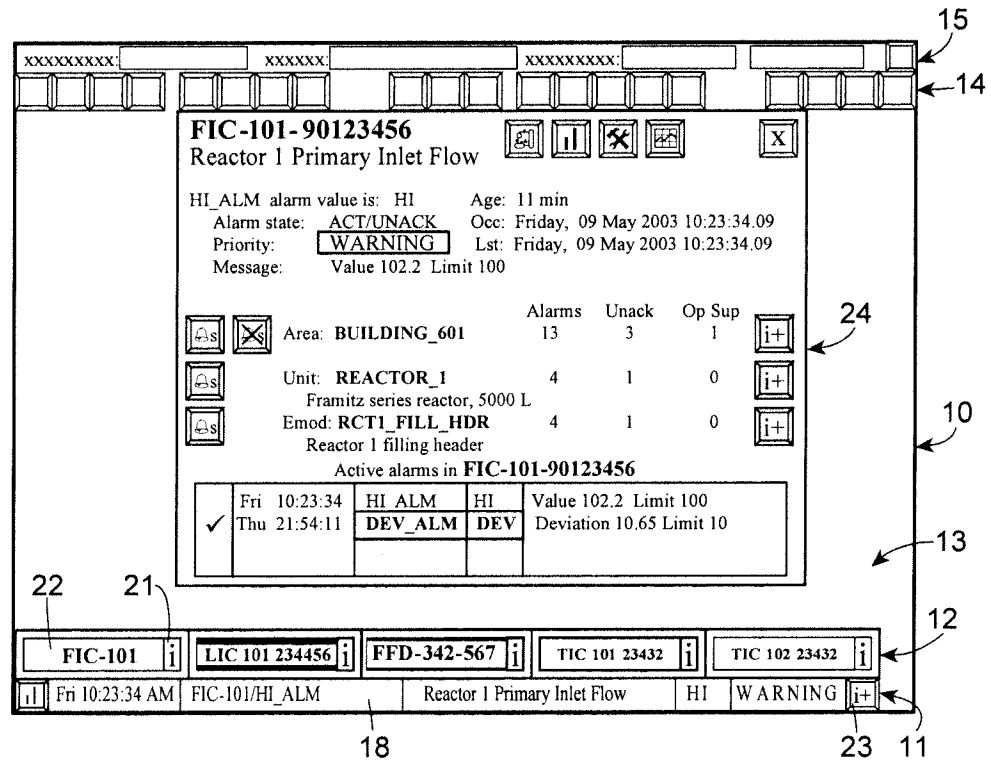 15
xxxxxxxxx: xxxxxx: xxxxxxxxx:
14
FIC-101-90123456
Reactor 1 Primary Inlet Flow
X
HI_ALM alarm value is: HI Age: 11 min
Alarm state: ACT/UNACK Occ: Friday, 09 May 2003 10:23:34.09
Priority: WARNING Lst: Friday, 09 May 2003 10:23:34.09
Message: Value 102.2 Limit 100
Alarms Unack Op Sup
24
s s Area: BUILDING_601 13 3 1 i+
s Unit: REACTOR_1 4 1 0 i+
Framitz series reactor, 5000 L
s Emod: RCT1_FILL_HDR 4 1 0 i+
10
Reactor 1 filling header
Active alarms in FIC-101-90123456
Fri 10:23:34 HI ALM HI Value 102.2 Limit 100
✓ Thu 21:54:11 DEV_ALM DEV Deviation 10.65 Limit 10
13
22 21
12
FIC-101 i LIC 101 234456 i FFD-342-567 i TIC 101 23432 i TIC 102 23432 i
Fri 10:23:34 AM FIC-101/HI_ALM Reactor 1 Primary Inlet Flow HI WARNING i+
18 23 11